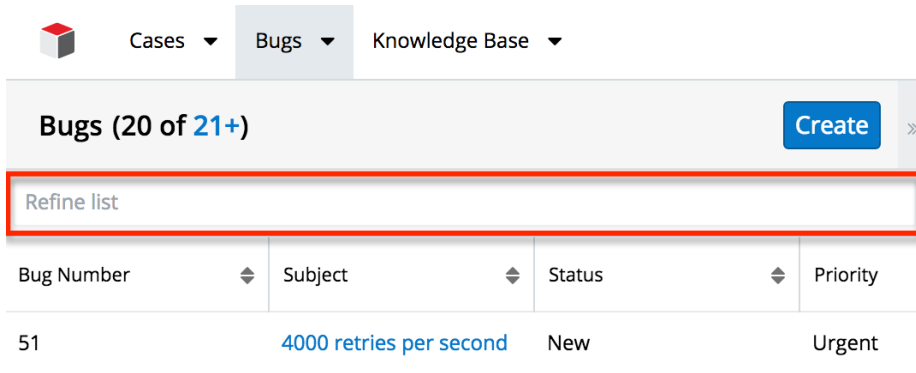 Cases Bugs Knowledge Base
Bugs (20 of 21+)
Create
Refine list
Bug Number Subject Status Priority
51 4000 retries per second New Urgent